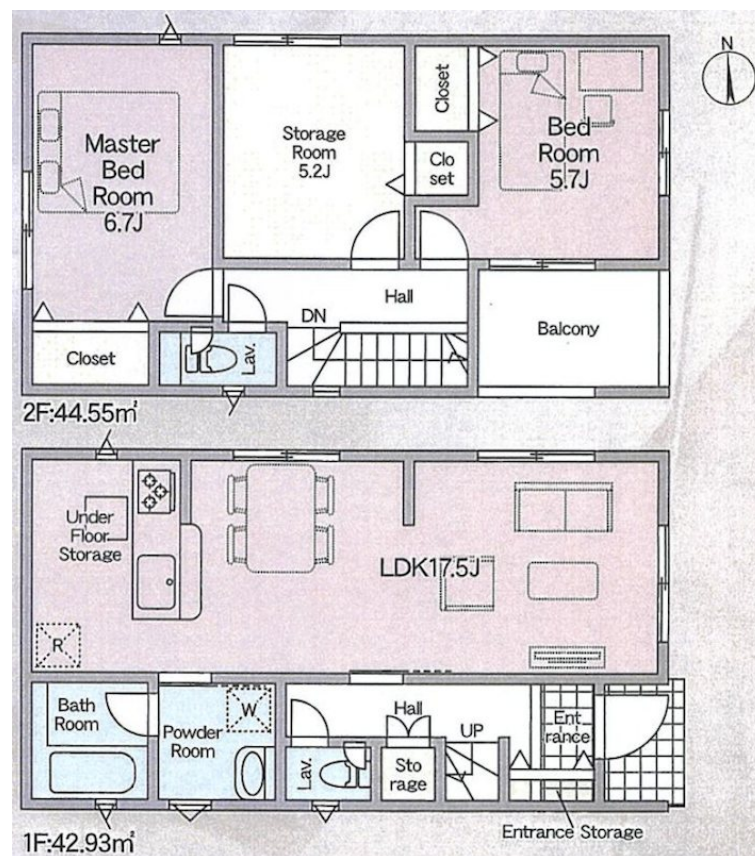 N
Master
Bed
Room
6.7J
Storage
Room
5.2J
Closet
Clo
set
Bed
Room
5.7J
Hall
DN
Balcony
Closet
Lav.
2F:44.55㎡
Under
Floor
Storage
LDK17.5J
R
Bath
Room
Powder
Room
W
Hall
UP
Ent
rance
Lav.
Sto
rage
Entrance Storage
1F:42.93㎡